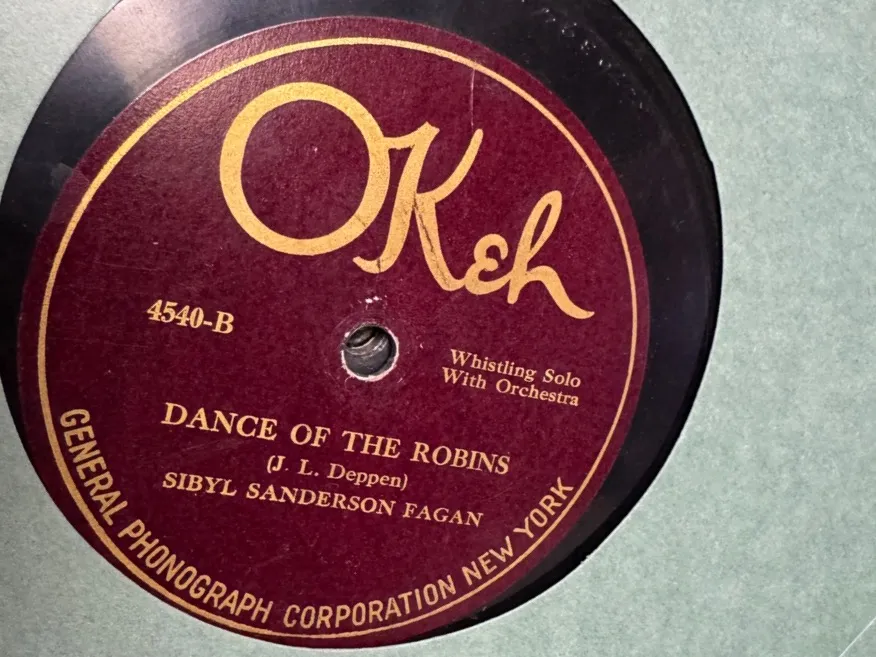 OKeh
4540-B
Whistling Solo
With Orchestra
DANCE OF THE ROBINS
(J. L. Deppen)
SIBYL SANDERSON FAGAN
GENERAL PHONOGRAPH CORPORATION NEW YORK